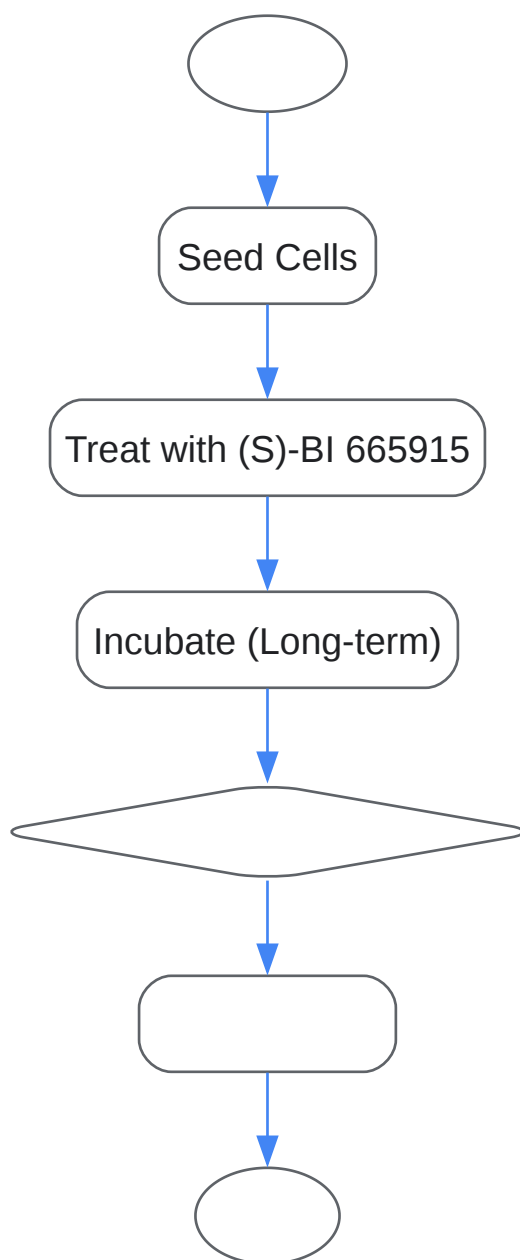 Seed Cells
Treat with (S)-BI 665915
Incubate (Long-term)